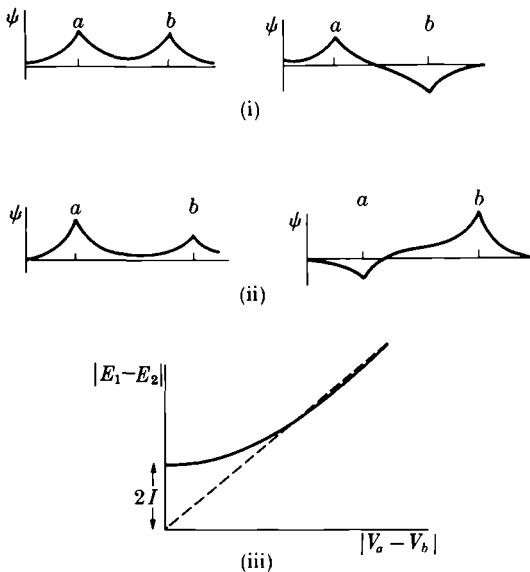 ψ a b
ψ a b
(i)
ψ a b
ψ a b
(ii)
|E₁−E₂|
2I
|Vₐ − V_b|
(iii)